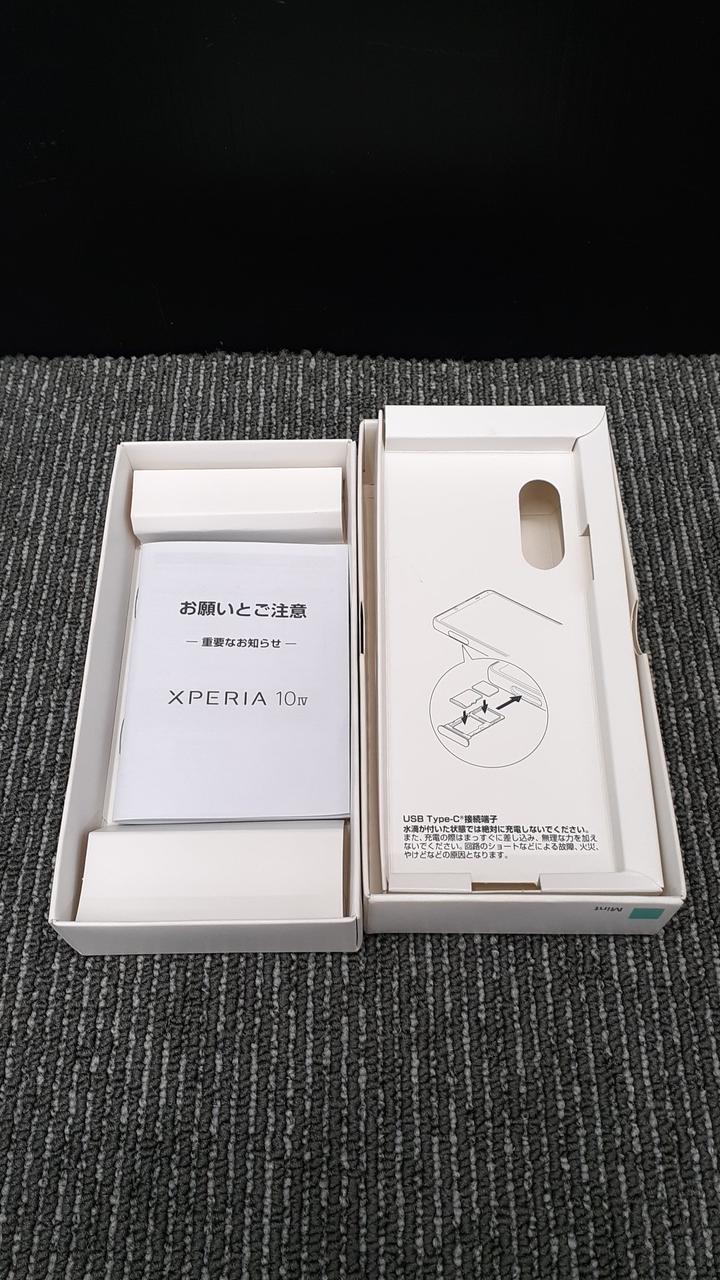 お願いとご注意
― 重要なお知らせ ―
XPERIA 10 IV
USB Type-C®接続端子
水滴が付いた状態では絶対に充電しないでください。
また、充電の際はまっすぐに差し込み、無理な力を加え
ないでください。回路のショートなどによる故障、火災、
やけどなどの原因となります。
Mint